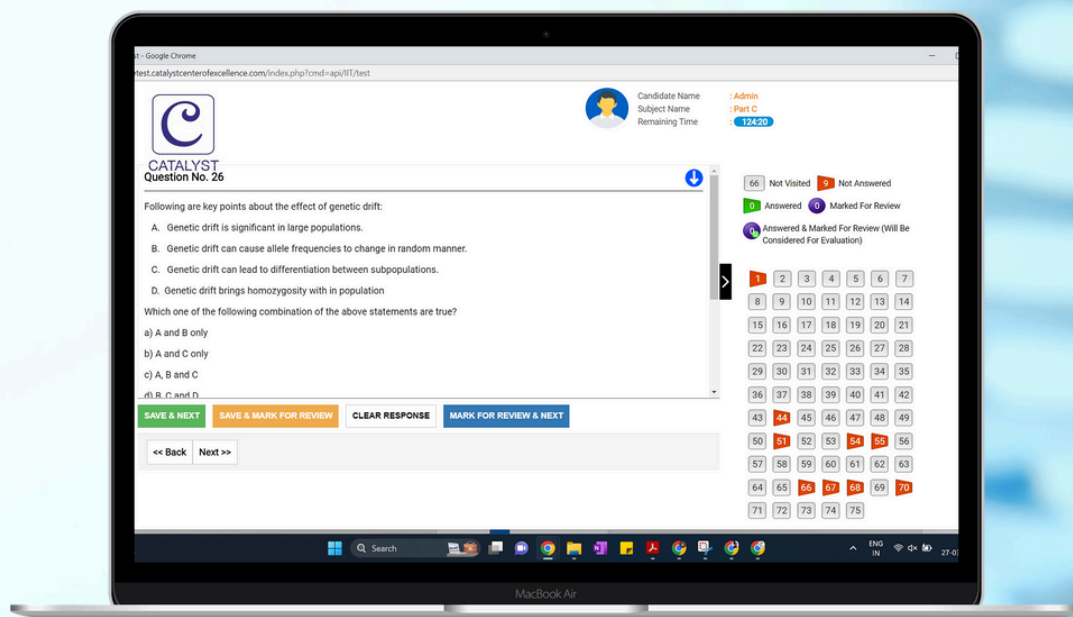 st - Google Chrome
test.catalystcenterofexcellence.com/index.php?cmd=api/IIT/test
C
CATALYST
Candidate Name : Admin
Subject Name : Part C
Remaining Time : 124:20
Question No. 26
Following are key points about the effect of genetic drift:
A. Genetic drift is significant in large populations.
B. Genetic drift can cause allele frequencies to change in random manner.
C. Genetic drift can lead to differentiation between subpopulations.
D. Genetic drift brings homozygosity with in population
Which one of the following combination of the above statements are true?
a) A and B only
b) A and C only
c) A, B and C
d) B, C and D
SAVE & NEXT SAVE & MARK FOR REVIEW CLEAR RESPONSE MARK FOR REVIEW & NEXT
<< Back Next >>
66 Not Visited 9 Not Answered
0 Answered 0 Marked For Review
0 Answered & Marked For Review (Will Be
Considered For Evaluation)
1 2 3 4 5 6 7
8 9 10 11 12 13 14
15 16 17 18 19 20 21
22 23 24 25 26 27 28
29 30 31 32 33 34 35
36 37 38 39 40 41 42
43 44 45 46 47 48 49
50 51 52 53 54 55 56
57 58 59 60 61 62 63
64 65 66 67 68 69 70
71 72 73 74 75
Search
ENG
IN
27-03
MacBook Air